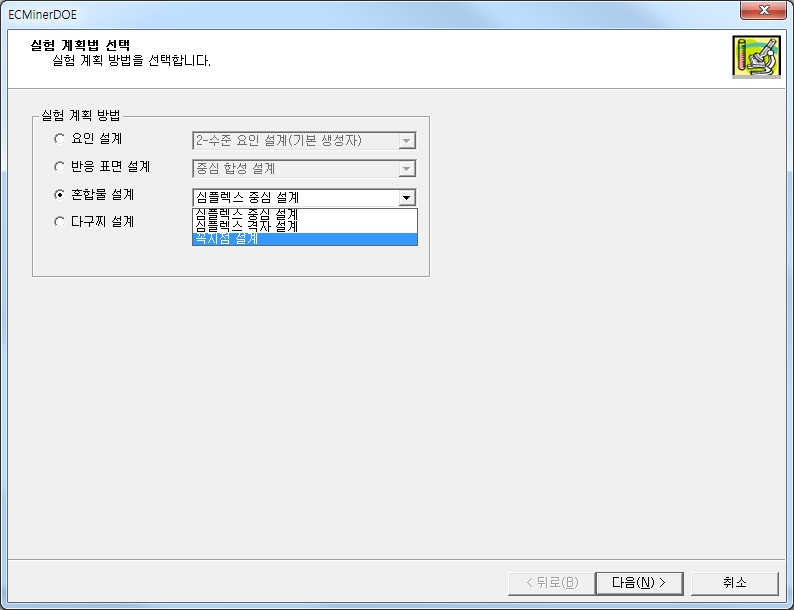 ECMinerDOE
실험 계획법 선택
실험 계획 방법을 선택합니다.
실험 계획 방법
요인 설계
2-수준 요인 설계(기본 생성자)
반응 표면 설계
중심 합성 설계
혼합물 설계
심플렉스 중심 설계
심플렉스 중심 설계
심플렉스 격자 설계
꼭지점 설계
다구찌 설계
< 뒤로(B)
다음(N) >
취소